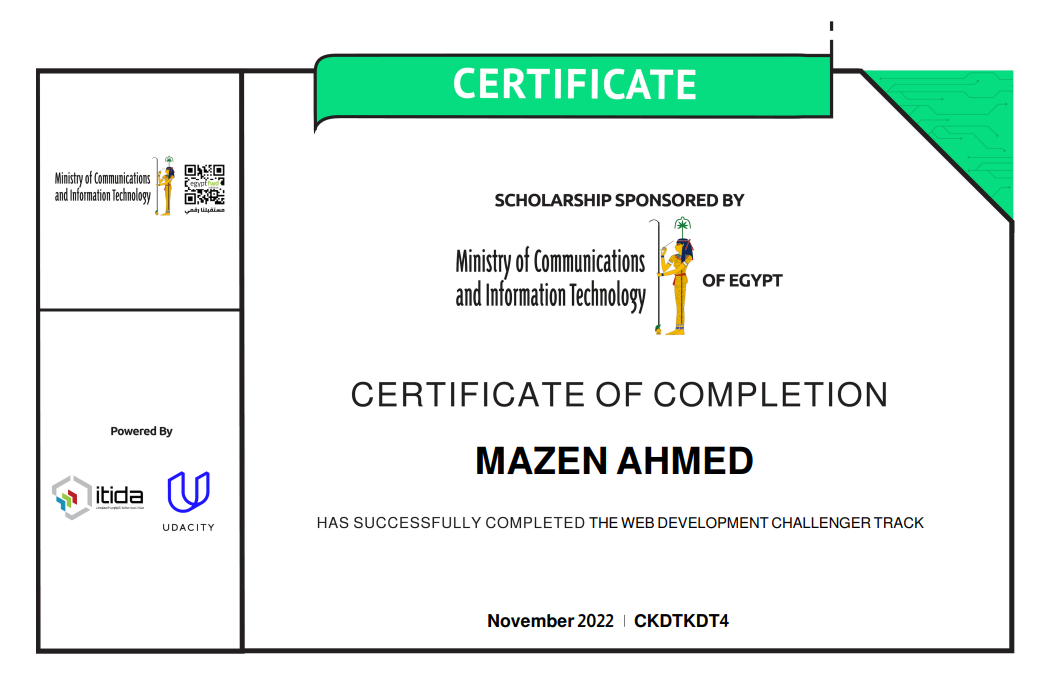 CERTIFICATE
Ministry of Communications
and Information Technology
egyptfwd
مستقبلنا رقمي
SCHOLARSHIP SPONSORED BY
Ministry of Communications
and Information Technology
OF EGYPT
CERTIFICATE OF COMPLETION
MAZEN AHMED
HAS SUCCESSFULLY COMPLETED THE WEB DEVELOPMENT CHALLENGER TRACK
November 2022 | CKDTKDT4
Powered By
itida
UDACITY